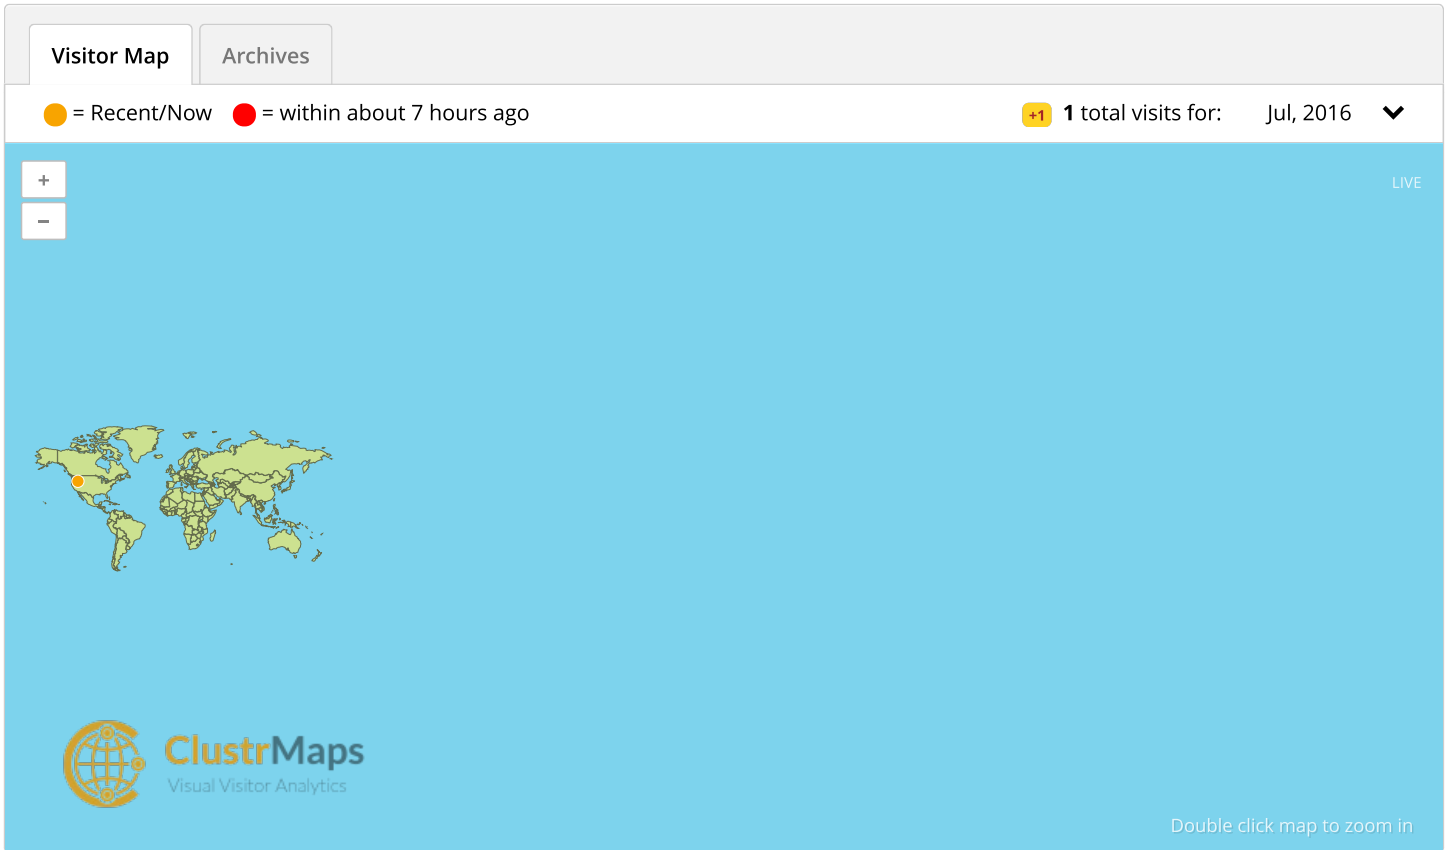 Visitor Map Archives
= Recent/Now = within about 7 hours ago +1 1 total visits for: Jul, 2016
+
LIVE
−
ClustrMaps
Visual Visitor Analytics
Double click map to zoom in